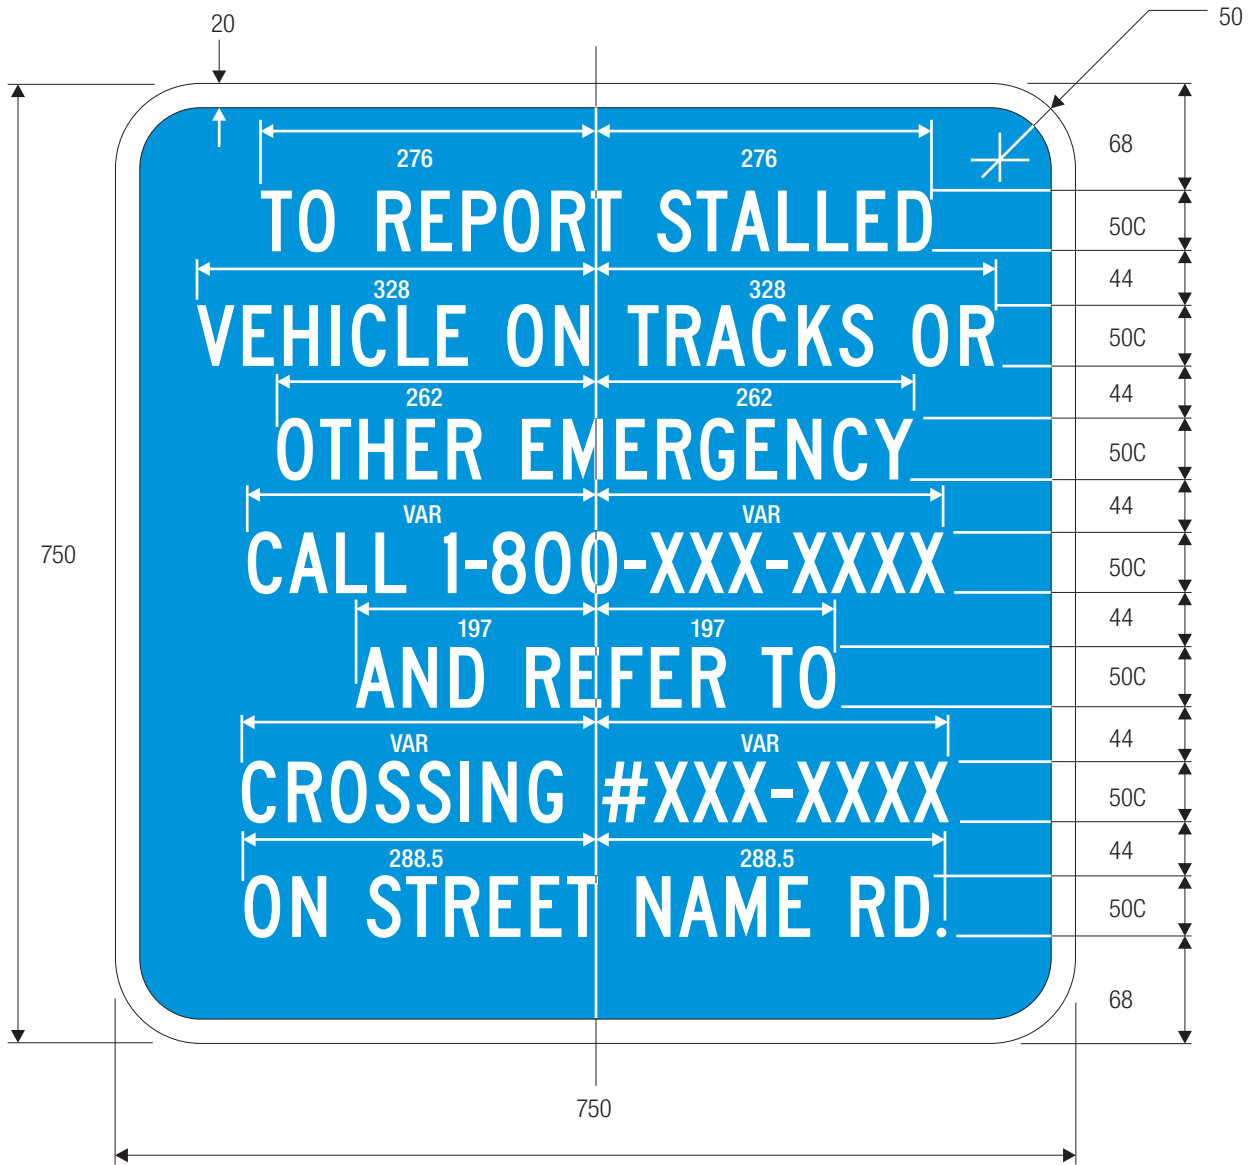 20
50
276 276
68
TO REPORT STALLED
50C
44
328 328
VEHICLE ON TRACKS OR
50C
44
262 262
OTHER EMERGENCY
50C
44
VAR VAR
750
CALL 1-800-XXX-XXXX
50C
44
197 197
AND REFER TO
50C
44
VAR VAR
CROSSING #XXX-XXXX
50C
44
288.5 288.5
ON STREET NAME RD.
50C
68
750